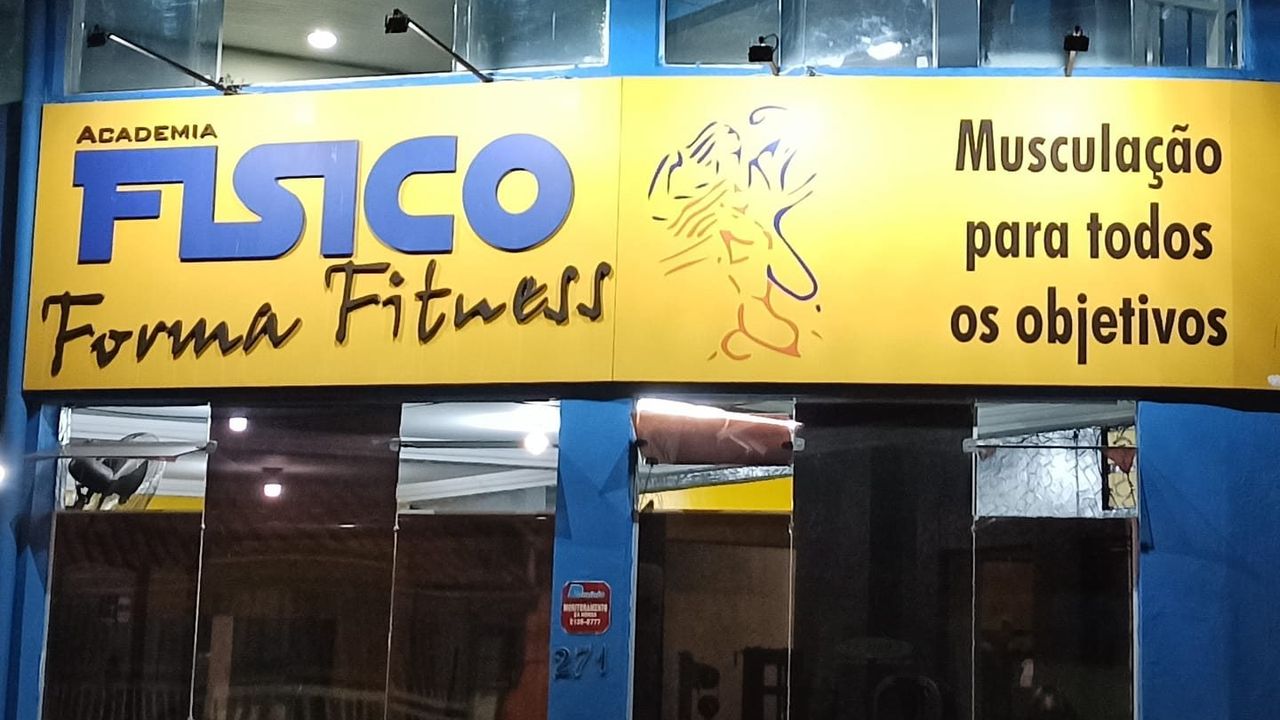 ACADEMIA
FISICO
Forma Fitness
Musculação
para todos
os objetivos
MONITORAMENTO
271